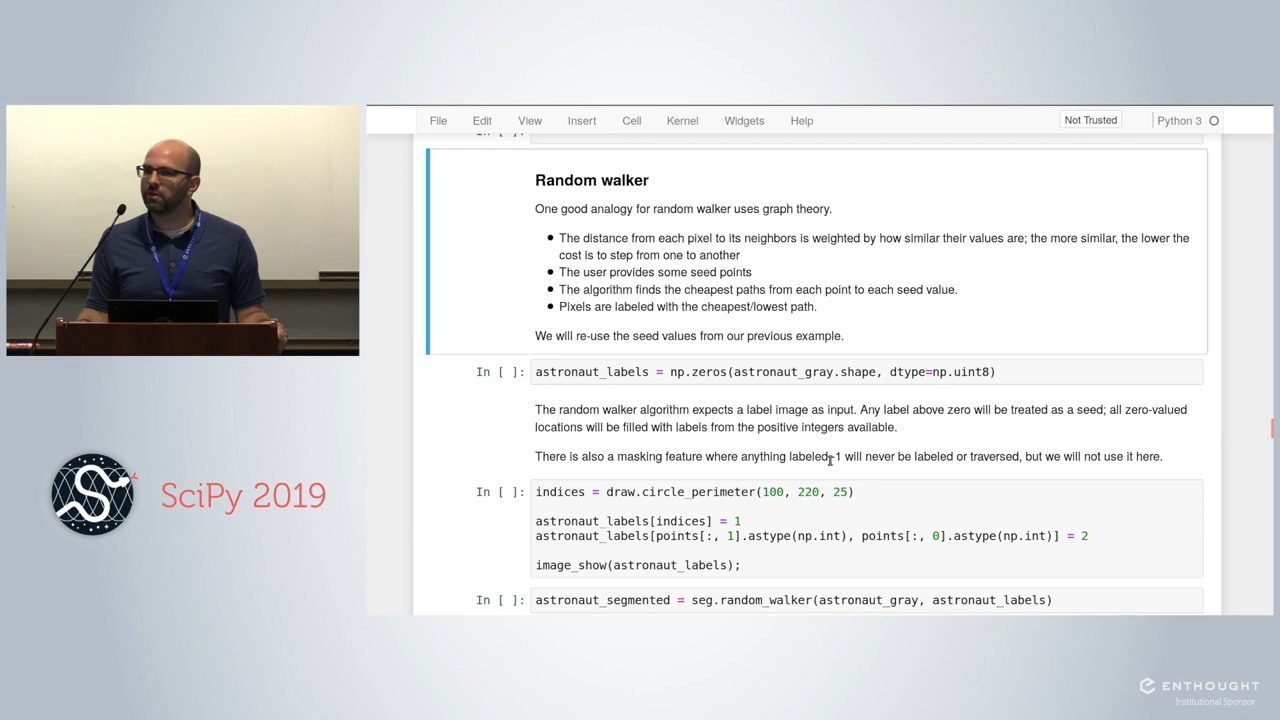 File Edit View Insert Cell Kernel Widgets Help Not Trusted Python 3
Random walker
One good analogy for random walker uses graph theory.
● The distance from each pixel to its neighbors is weighted by how similar their values are; the more similar, the lower the
cost is to step from one to another
● The user provides some seed points
● The algorithm finds the cheapest paths from each point to each seed value.
● Pixels are labeled with the cheapest/lowest path.
We will re-use the seed values from our previous example.
In [ ]: astronaut_labels = np.zeros(astronaut_gray.shape, dtype=np.uint8)
The random walker algorithm expects a label image as input. Any label above zero will be treated as a seed; all zero-valued
locations will be filled with labels from the positive integers available.
There is also a masking feature where anything labeled -1 will never be labeled or traversed, but we will not use it here.
In [ ]: indices = draw.circle_perimeter(100, 220, 25)
astronaut_labels[indices] = 1
astronaut_labels[points[:, 1].astype(np.int), points[:, 0].astype(np.int)] = 2
image_show(astronaut_labels);
In [ ]: astronaut_segmented = seg.random_walker(astronaut_gray, astronaut_labels)
SciPy 2019
ENTHOUGHT
Institutional Sponsor